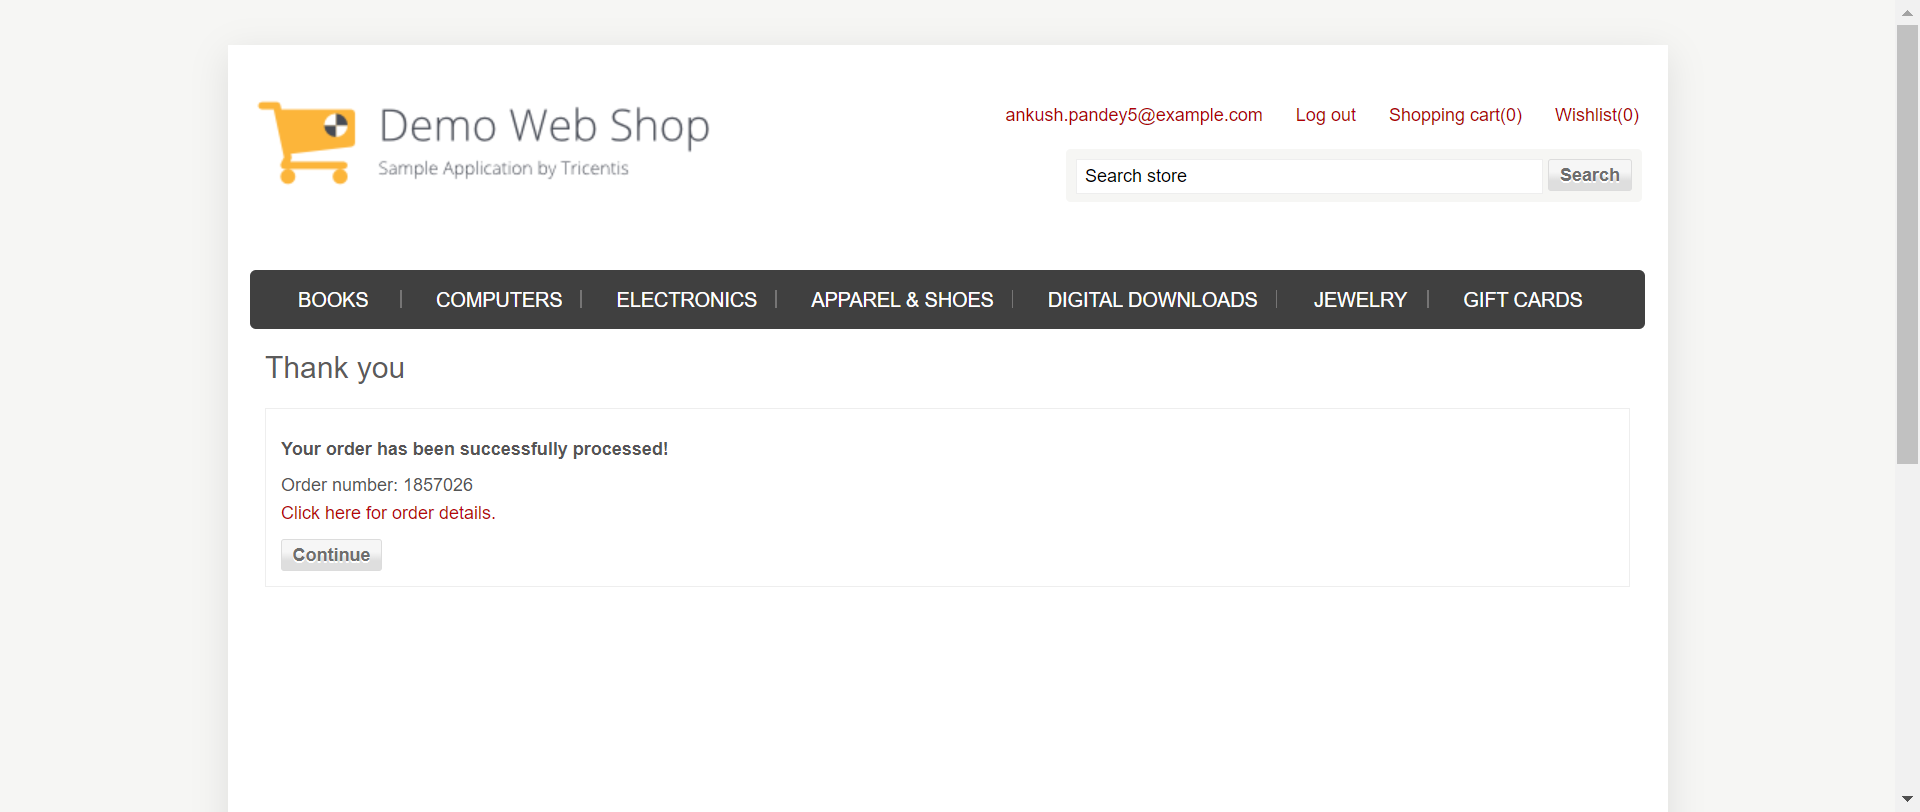 Demo Web Shop
Sample Application by Tricentis
ankush.pandey5@example.com Log out Shopping cart(0) Wishlist(0)
Search store Search
BOOKS COMPUTERS ELECTRONICS APPAREL & SHOES DIGITAL DOWNLOADS JEWELRY GIFT CARDS
Thank you
Your order has been successfully processed!
Order number: 1857026
Click here for order details.
Continue